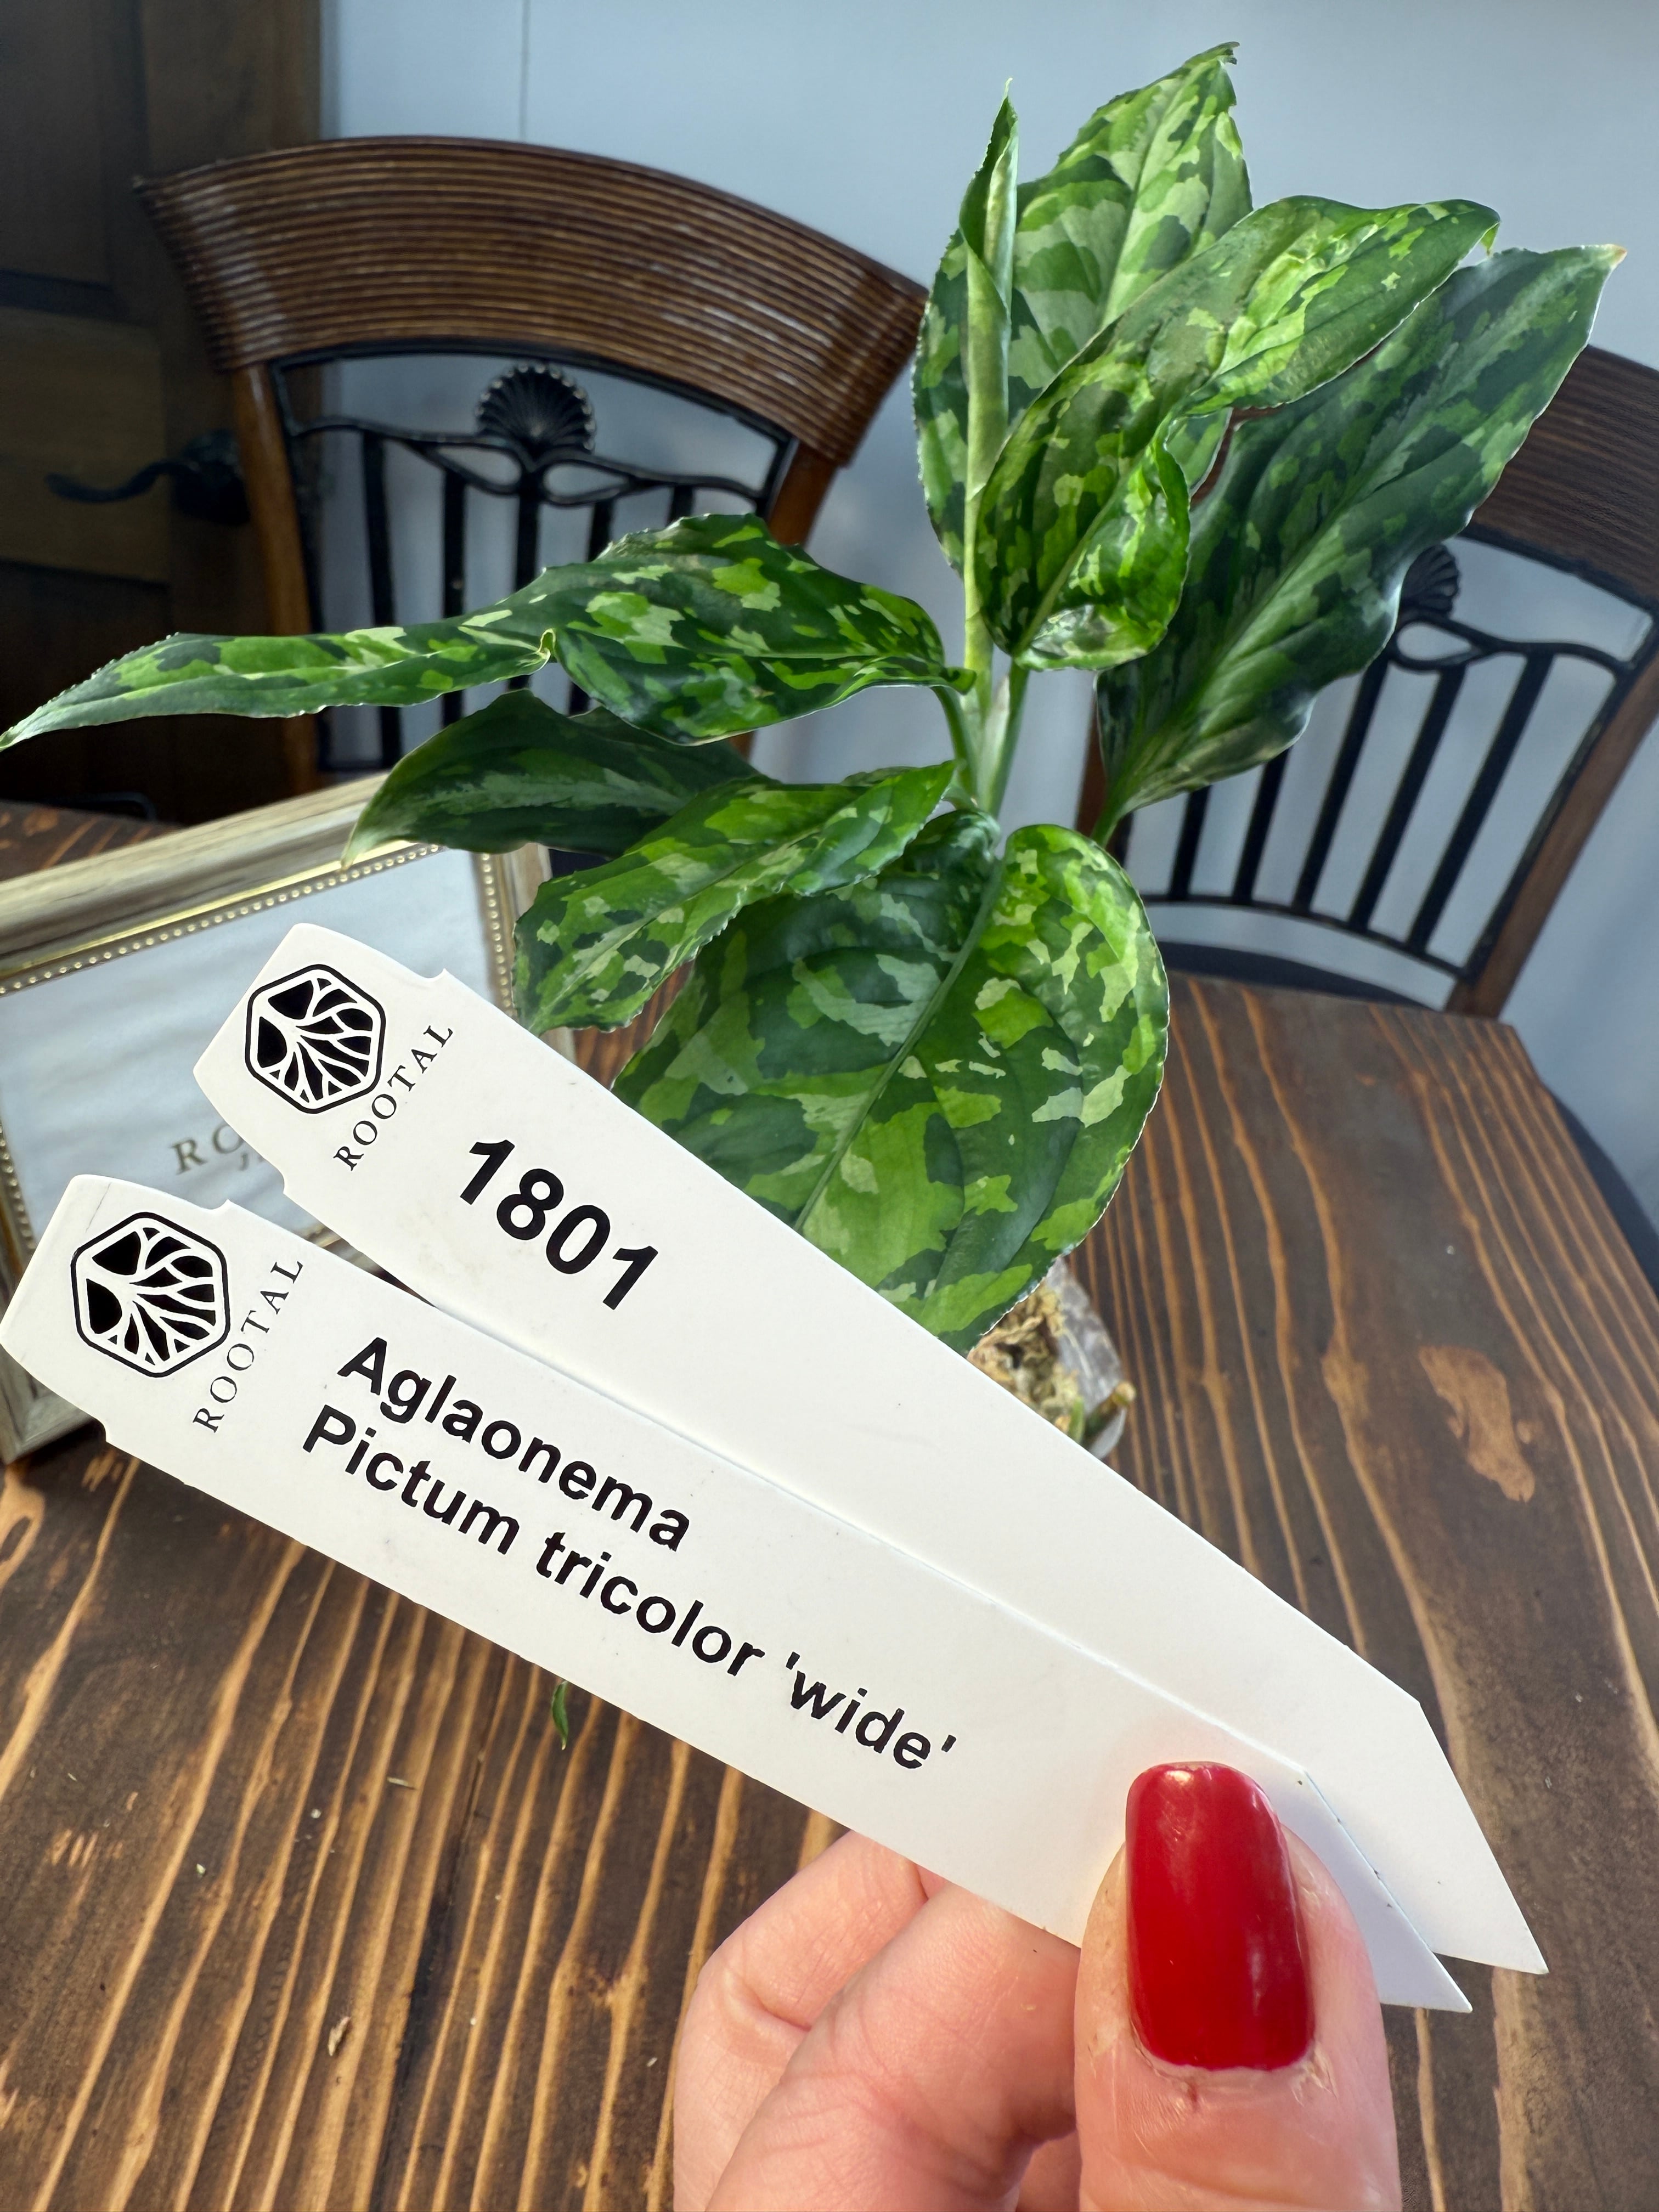 ROOTAL
1801
ROOTAL
Aglaonema
Pictum tricolor 'wide'